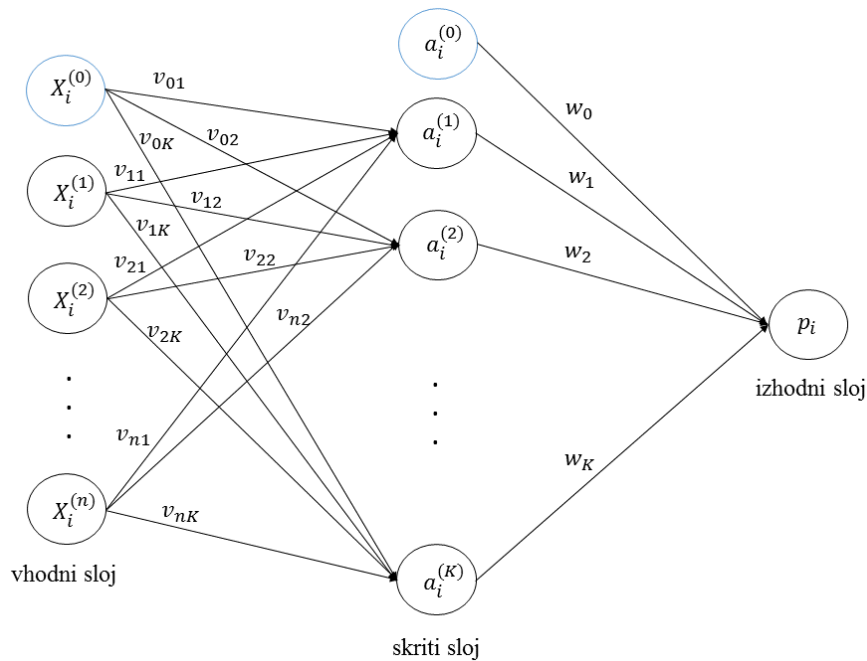 a_i^{(0)}
X_i^{(0)}
v_{01}
w_0
v_{02}
a_i^{(1)}
v_{0K}
v_{11}
w_1
X_i^{(1)}
v_{12}
v_{1K}
a_i^{(2)}
w_2
v_{21}
v_{22}
X_i^{(2)}
v_{n2}
p_i
v_{2K}
izhodni sloj
v_{n1}
w_K
X_i^{(n)}
v_{nK}
vhodni sloj
a_i^{(K)}
skriti sloj